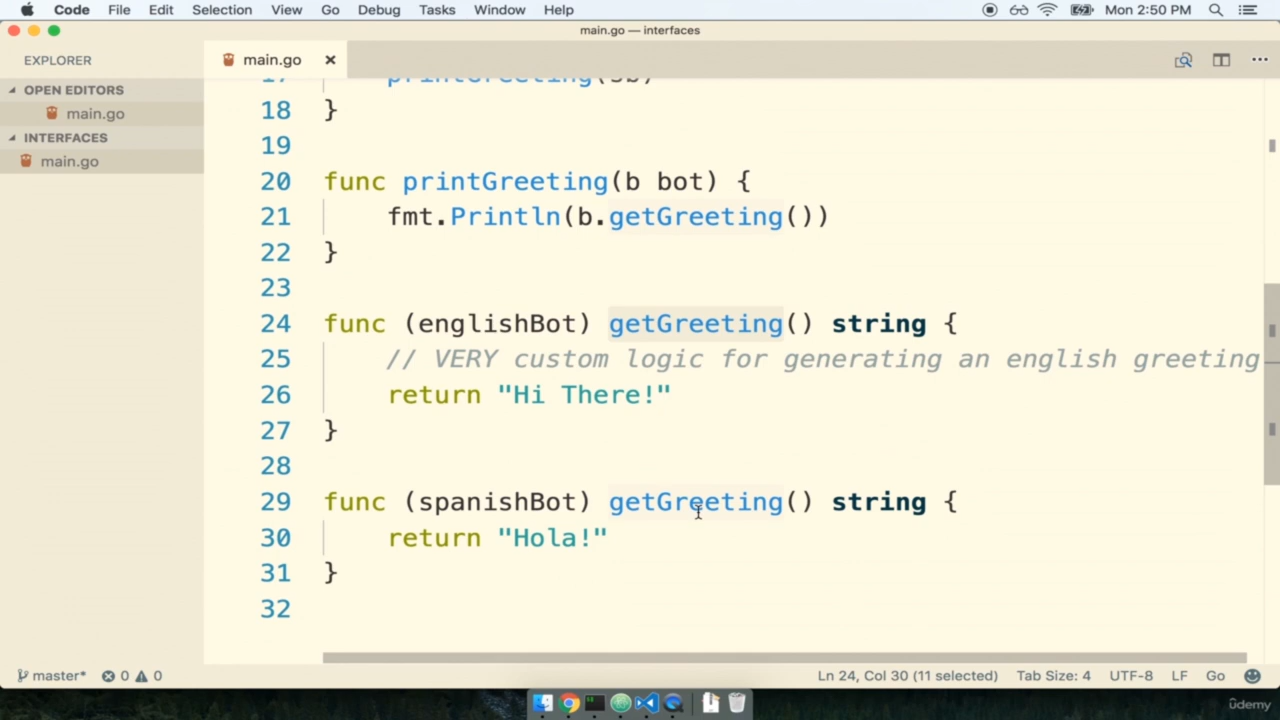 Code File Edit Selection View Go Debug Tasks Window Help Mon 2:50 PM
main.go — interfaces
EXPLORER main.go
OPEN EDITORS
main.go
INTERFACES
main.go
17 printGreeting(sb)
18 }
19
20 func printGreeting(b bot) {
21 fmt.Println(b.getGreeting())
22 }
23
24 func (englishBot) getGreeting() string {
25 // VERY custom logic for generating an english greeting
26 return "Hi There!"
27 }
28
29 func (spanishBot) getGreeting() string {
30 return "Hola!"
31 }
32
master* 0 0 Ln 24, Col 30 (11 selected) Tab Size: 4 UTF-8 LF Go
ûdemy